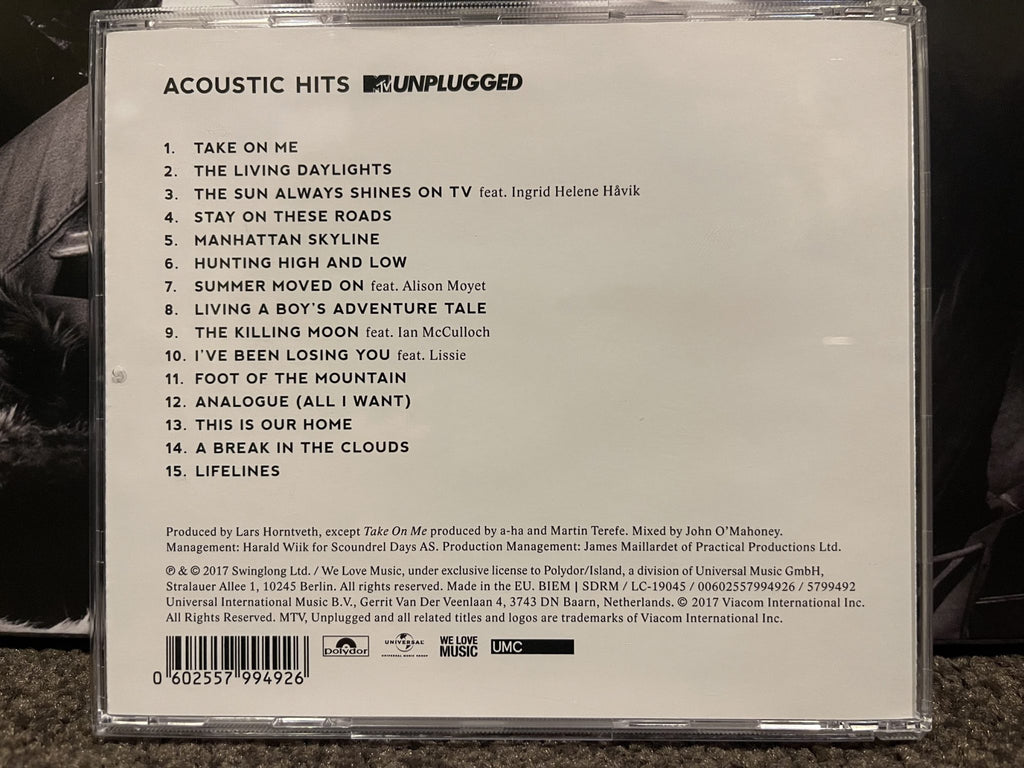 ACOUSTIC HITS MTV UNPLUGGED
1. TAKE ON ME
2. THE LIVING DAYLIGHTS
3. THE SUN ALWAYS SHINES ON TV feat. Ingrid Helene Håvik
4. STAY ON THESE ROADS
5. MANHATTAN SKYLINE
6. HUNTING HIGH AND LOW
7. SUMMER MOVED ON feat. Alison Moyet
8. LIVING A BOY'S ADVENTURE TALE
9. THE KILLING MOON feat. Ian McCulloch
10. I'VE BEEN LOSING YOU feat. Lissie
11. FOOT OF THE MOUNTAIN
12. ANALOGUE (ALL I WANT)
13. THIS IS OUR HOME
14. A BREAK IN THE CLOUDS
15. LIFELINES
Produced by Lars Horntveth, except Take On Me produced by a-ha and Martin Terefe. Mixed by John O'Mahoney.
Management: Harald Wiik for Scoundrel Days AS. Production Management: James Maillardet of Practical Productions Ltd.
℗ & © 2017 Swinglong Ltd. / We Love Music, under exclusive license to Polydor/Island, a division of Universal Music GmbH,
Stralauer Allee 1, 10245 Berlin. All rights reserved. Made in the EU. BIEM | SDRM / LC-19045 / 00602557994926 / 5799492
Universal International Music B.V., Gerrit Van Der Veenlaan 4, 3743 DN Baarn, Netherlands. © 2017 Viacom International Inc.
All Rights Reserved. MTV, Unplugged and all related titles and logos are trademarks of Viacom International Inc.
polydor UNIVERSAL UNIVERSAL MUSIC GROUP WE LOVE MUSIC UMC
0 602557 994926